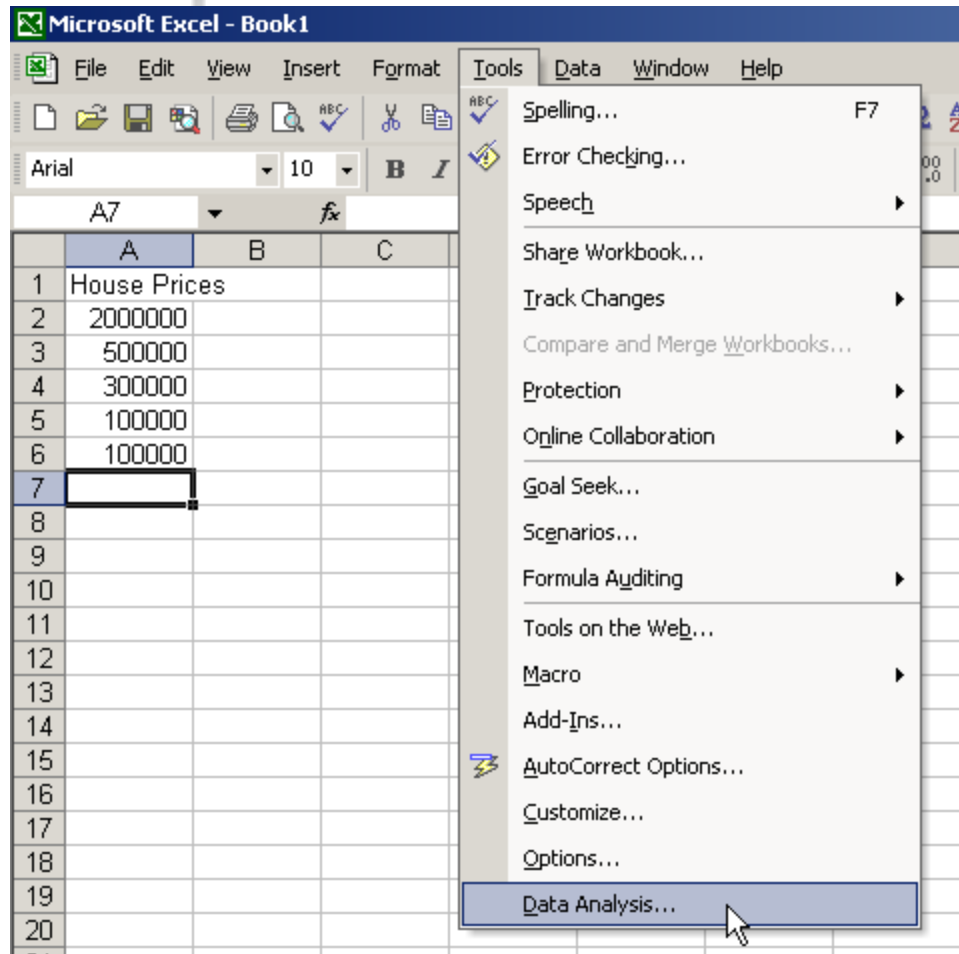 Microsoft Excel - Book1
File Edit View Insert Format Tools Data Window Help
ABC ABC Spelling... F7
Arial 10 B I Error Checking... .00 .0
A7 fx Speech
A B C Share Workbook...
1 House Prices
Track Changes
2 2000000
3 500000 Compare and Merge Workbooks...
4 300000 Protection
5 100000 Online Collaboration
6 100000
7 Goal Seek...
8 Scenarios...
9
10 Formula Auditing
11 Tools on the Web...
12 Macro
13
14 Add-Ins...
15 AutoCorrect Options...
16
17 Customize...
18 Options...
19 Data Analysis...
20